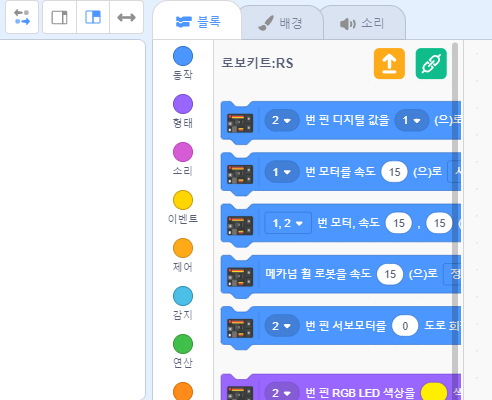 블록
배경
소리
동작
형태
소리
이벤트
제어
감지
연산
로보키트:RS
2 번 핀 디지털 값을 1 (으)로
1 번 모터를 속도 15 (으)로
1, 2 번 모터, 속도 15 , 15
메카넘 휠 로봇을 속도 15 (으)로 정
2 번 핀 서보모터를 0 도로 회
2 번 핀 RGB LED 색상을 색